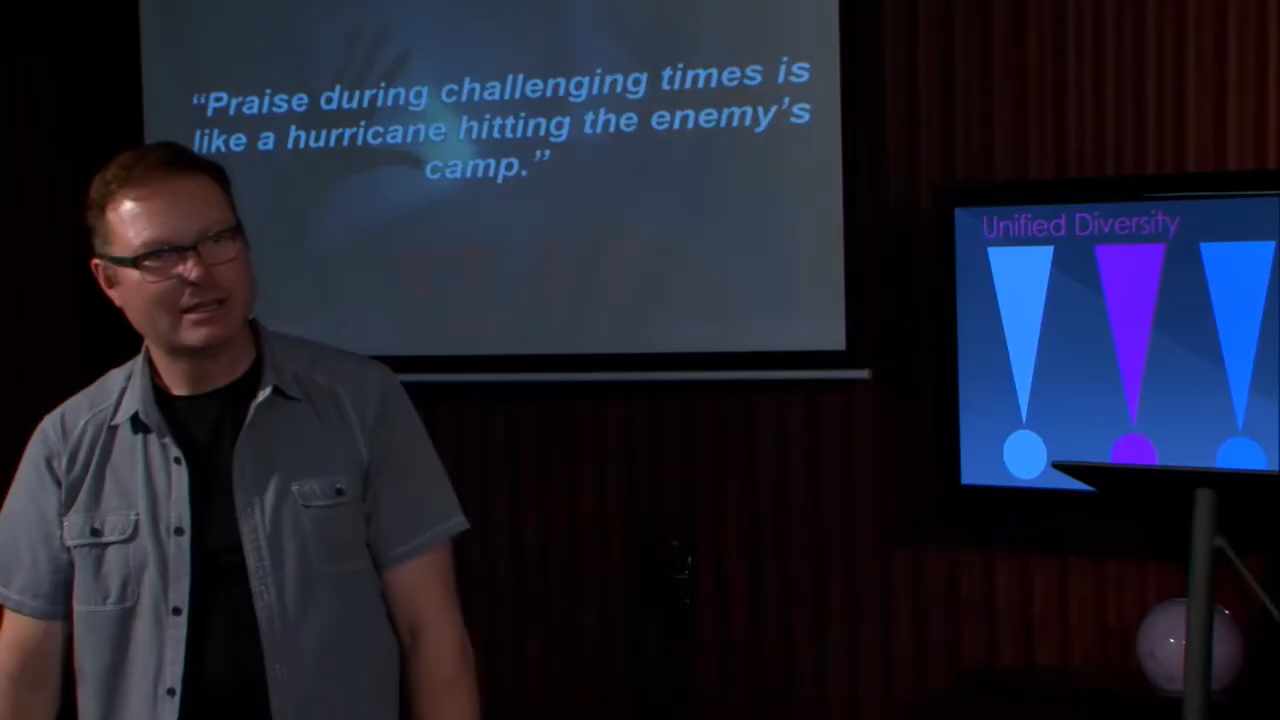 “Praise during challenging times is
like a hurricane hitting the enemy’s
camp.”
Unified Diversity